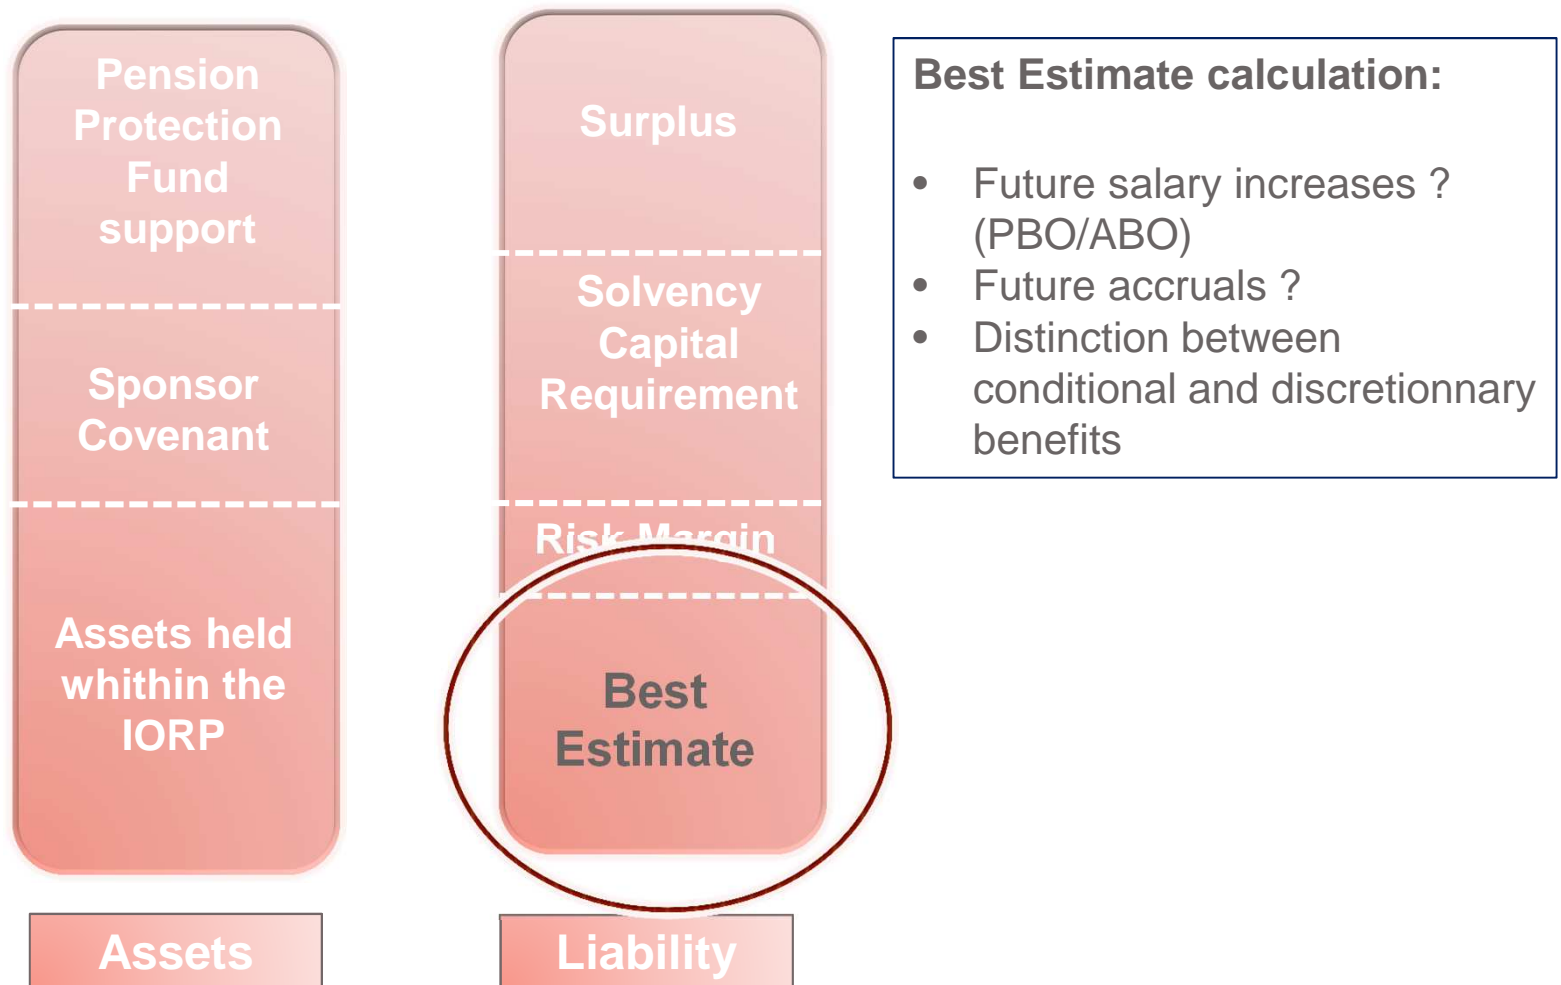 Pension
Protection
Fund
support
Sponsor
Covenant
Assets held
whithin the
IORP
Assets
Surplus
Solvency
Capital
Requirement
Risk Margin
Best
Estimate
Liability
Best Estimate calculation:
• Future salary increases ?
(PBO/ABO)
• Future accruals ?
• Distinction between
conditional and discretionnary
benefits